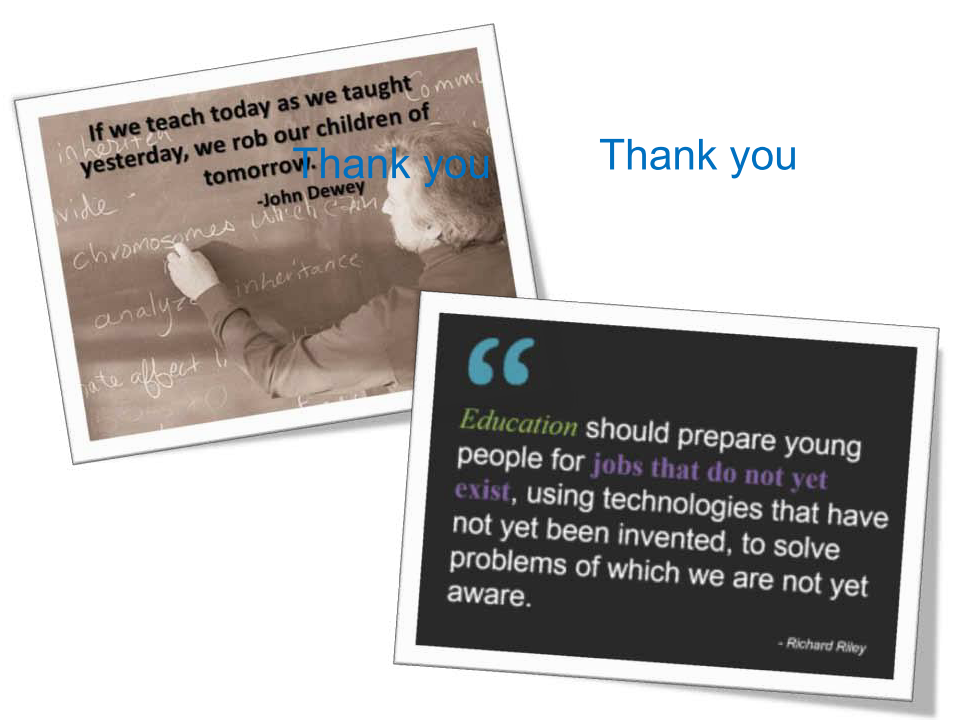 If we teach today as we taught
yesterday, we rob our children of
tomorrow.
-John Dewey
Thank you
Thank you
inherited
Commu
vide
chromosomes which can
analyze inheritance
nate affect
“
Education should prepare young
people for jobs that do not yet
exist, using technologies that have
not yet been invented, to solve
problems of which we are not yet
aware.
- Richard Riley